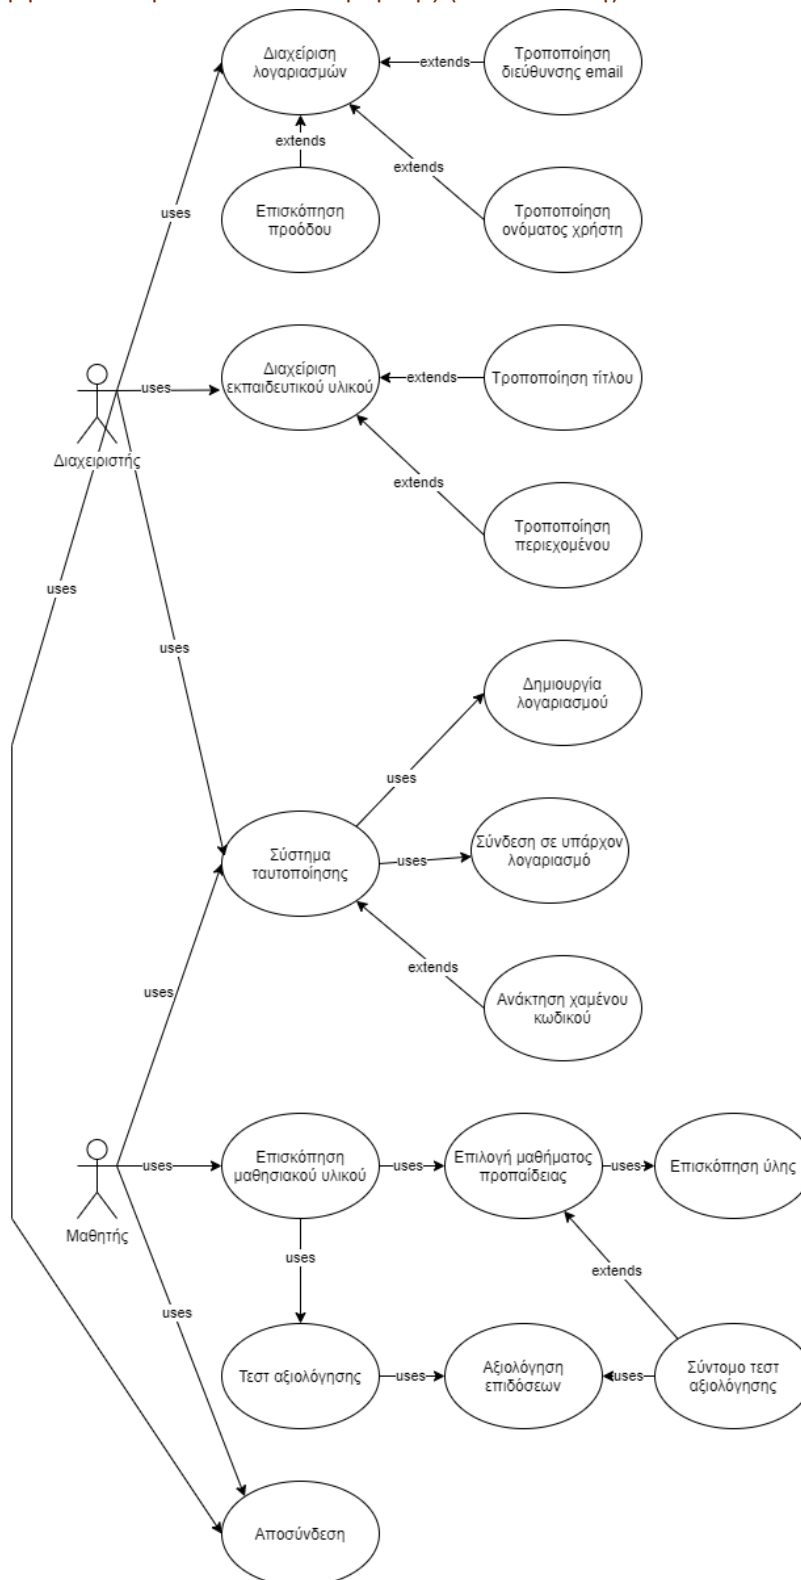 Διαχείριση
λογαριασμών
extends
Τροποποίηση
διεύθυνσης email
extends
extends
uses
Επισκόπηση
προόδου
Τροποποίηση
ονόματος χρήστη
Διαχείριση
εκπαιδευτικού υλικού
uses
extends
Τροποποίηση τίτλου
Διαχειριστής
extends
Τροποποίηση
περιεχομένου
uses
uses
Δημιουργία
λογαριασμού
uses
Σύστημα
ταυτοποίησης
uses
Σύνδεση σε υπάρχον
λογαριασμό
extends
uses
Ανάκτηση χαμένου
κωδικού
uses
Επισκόπηση
μαθησιακού υλικού
uses
Επιλογή μαθήματος
προπαίδειας
uses
Επισκόπηση ύλης
Μαθητής
uses
extends
uses
Τεστ αξιολόγησης
uses
Αξιολόγηση
επιδόσεων
uses
Σύντομο τεστ
αξιολόγησης
Αποσύνδεση